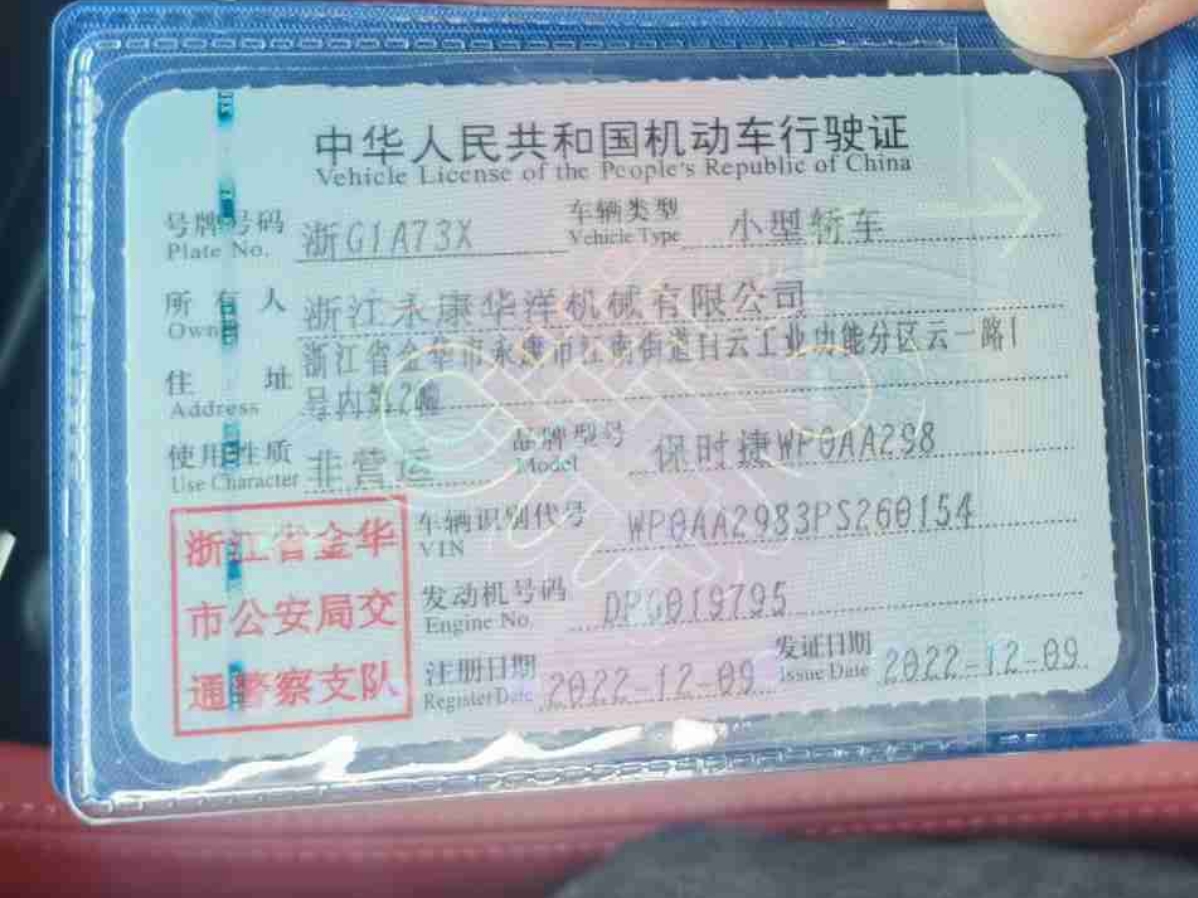 中华人民共和国机动车行驶证
Vehicle License of the People's Republic of China
号牌号码 浙G1A73X 车辆类型 小型轿车
Plate No. Vehicle Type
所有人 浙江永康华洋机械有限公司
Owner
住址 浙江省金华市永康市江南街道白云工业功能分区云一路1
Address 号内第2幢
使用性质 非营运 品牌型号 保时捷WP0AA298
Use Character Model
浙江省金华
市公安局交
通警察支队
车辆识别代号 WP0AA2983PS260154
VIN
发动机号码 DPG019795
Engine No.
注册日期 2022-12-09 发证日期 2022-12-09
Register Date Issue Date